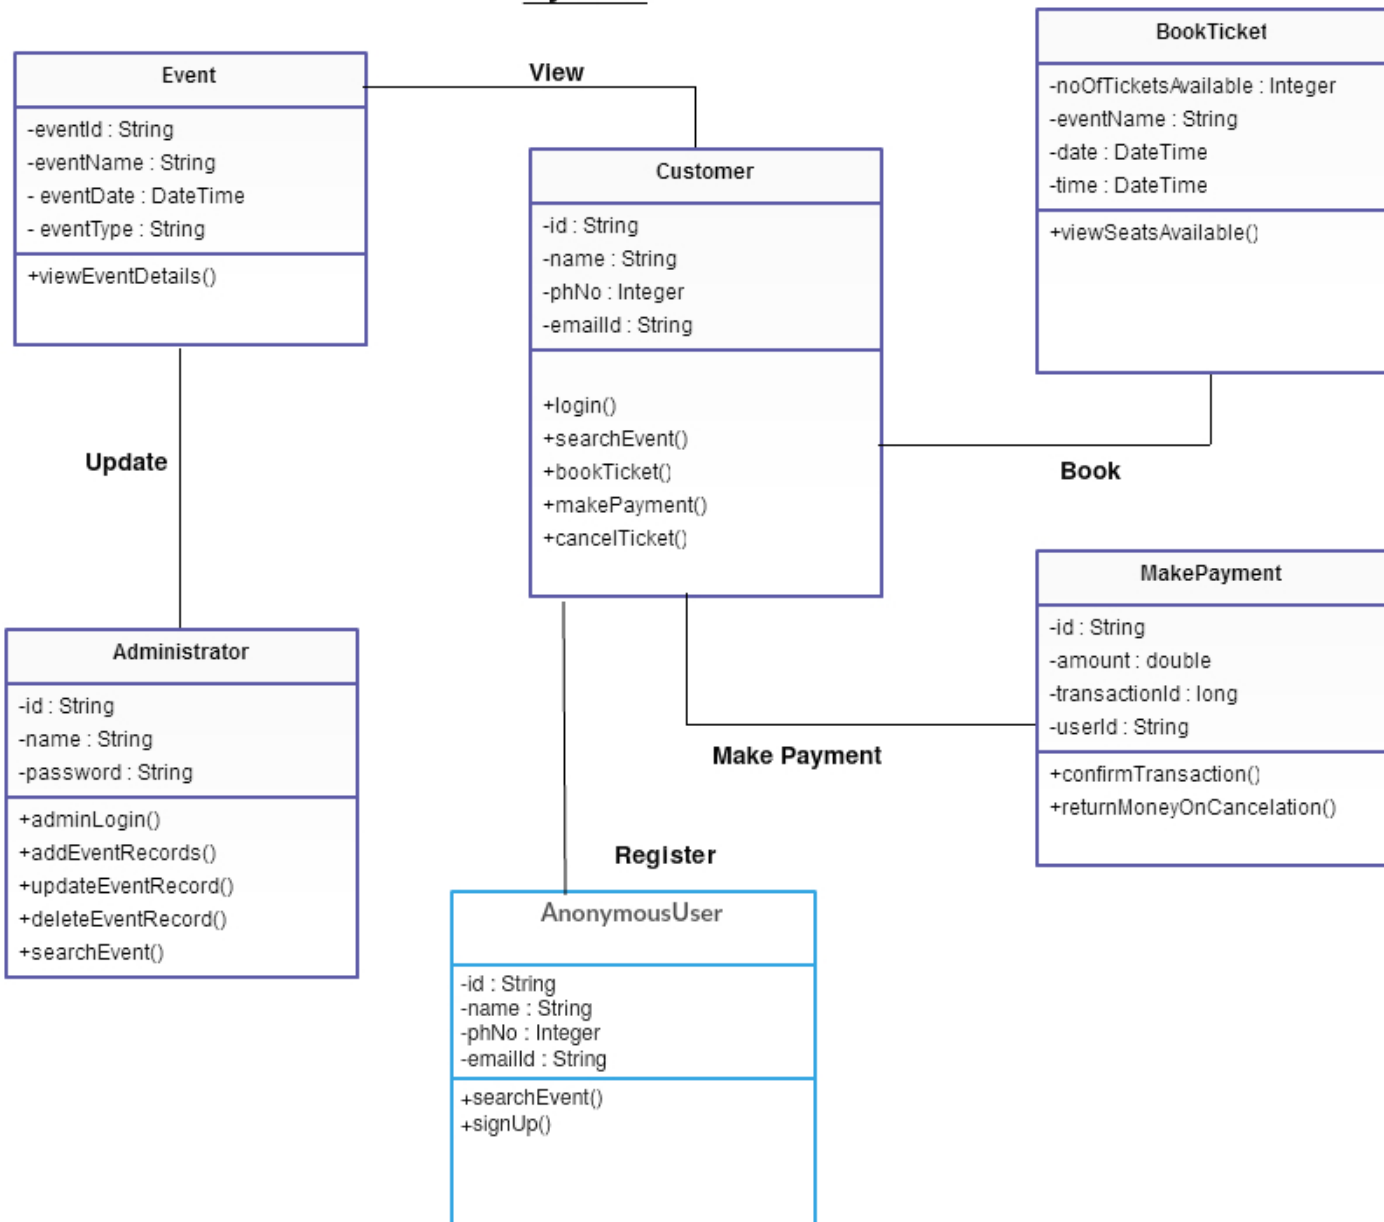 Event
-eventId : String
-eventName : String
- eventDate : DateTime
- eventType : String
+viewEventDetails()
View
Customer
-id : String
-name : String
-phNo : Integer
-emailId : String
+login()
+searchEvent()
+bookTicket()
+makePayment()
+cancelTicket()
BookTicket
-noOfTicketsAvailable : Integer
-eventName : String
-date : DateTime
-time : DateTime
+viewSeatsAvailable()
Update
Book
Administrator
-id : String
-name : String
-password : String
+adminLogin()
+addEventRecords()
+updateEventRecord()
+deleteEventRecord()
+searchEvent()
Make Payment
MakePayment
-id : String
-amount : double
-transactionId : long
-userId : String
+confirmTransaction()
+returnMoneyOnCancelation()
Register
AnonymousUser
-id : String
-name : String
-phNo : Integer
-emailId : String
+searchEvent()
+signUp()